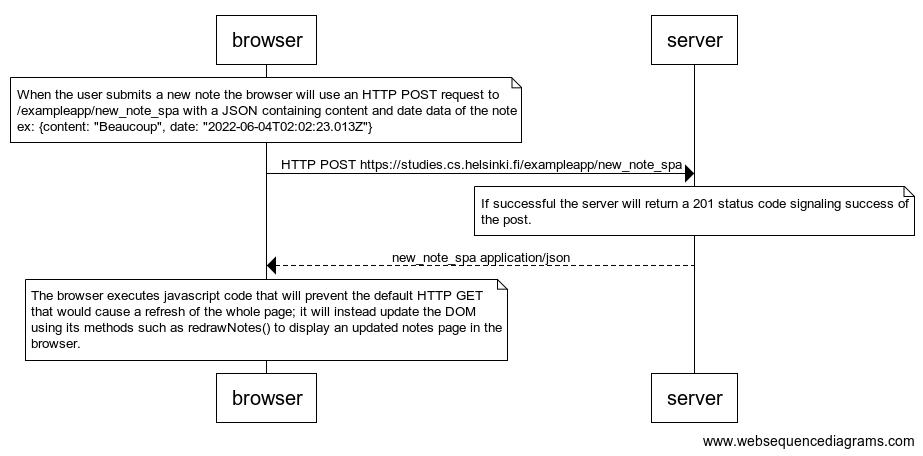 browser
server
When the user submits a new note the browser will use an HTTP POST request to
/exampleapp/new_note_spa with a JSON containing content and date data of the note
ex: {content: "Beaucoup", date: "2022-06-04T02:02:23.013Z"}
HTTP POST https://studies.cs.helsinki.fi/exampleapp/new_note_spa
If successful the server will return a 201 status code signaling success of
the post.
new_note_spa application/json
The browser executes javascript code that will prevent the default HTTP GET
that would cause a refresh of the whole page; it will instead update the DOM
using its methods such as redrawNotes() to display an updated notes page in the
browser.
browser
server
www.websequencediagrams.com